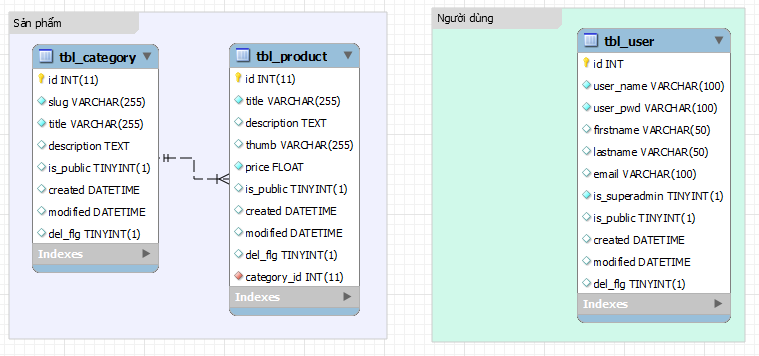 Sản phẩm
tbl_category
id INT(11)
slug VARCHAR(255)
title VARCHAR(255)
description TEXT
is_public TINYINT(1)
created DATETIME
modified DATETIME
del_flg TINYINT(1)
Indexes
tbl_product
id INT(11)
title VARCHAR(255)
description TEXT
thumb VARCHAR(255)
price FLOAT
is_public TINYINT(1)
created DATETIME
modified DATETIME
del_flg TINYINT(1)
category_id INT(11)
Indexes
Người dùng
tbl_user
id INT
user_name VARCHAR(100)
user_pwd VARCHAR(100)
firstname VARCHAR(50)
lastname VARCHAR(50)
email VARCHAR(100)
is_superadmin TINYINT(1)
is_public TINYINT(1)
created DATETIME
modified DATETIME
del_flg TINYINT(1)
Indexes